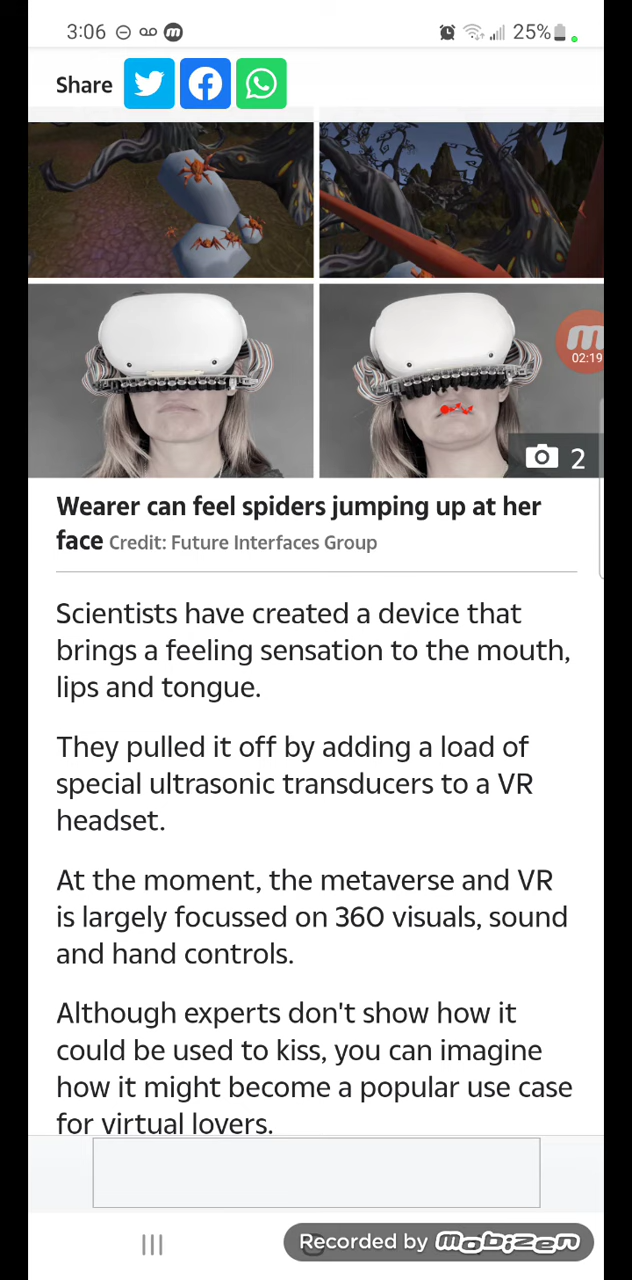 3:06
25%
Share
02:19
2
Wearer can feel spiders jumping up at her
face Credit: Future Interfaces Group
Scientists have created a device that
brings a feeling sensation to the mouth,
lips and tongue.
They pulled it off by adding a load of
special ultrasonic transducers to a VR
headset.
At the moment, the metaverse and VR
is largely focussed on 360 visuals, sound
and hand controls.
Although experts don't show how it
could be used to kiss, you can imagine
how it might become a popular use case
for virtual lovers.
Recorded by mobizen